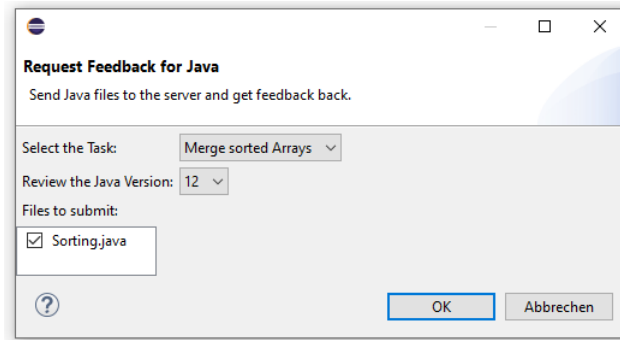 Request Feedback for Java
Send Java files to the server and get feedback back.
Select the Task: Merge sorted Arrays
Review the Java Version: 12
Files to submit:
Sorting.java
? OK Abbrechen